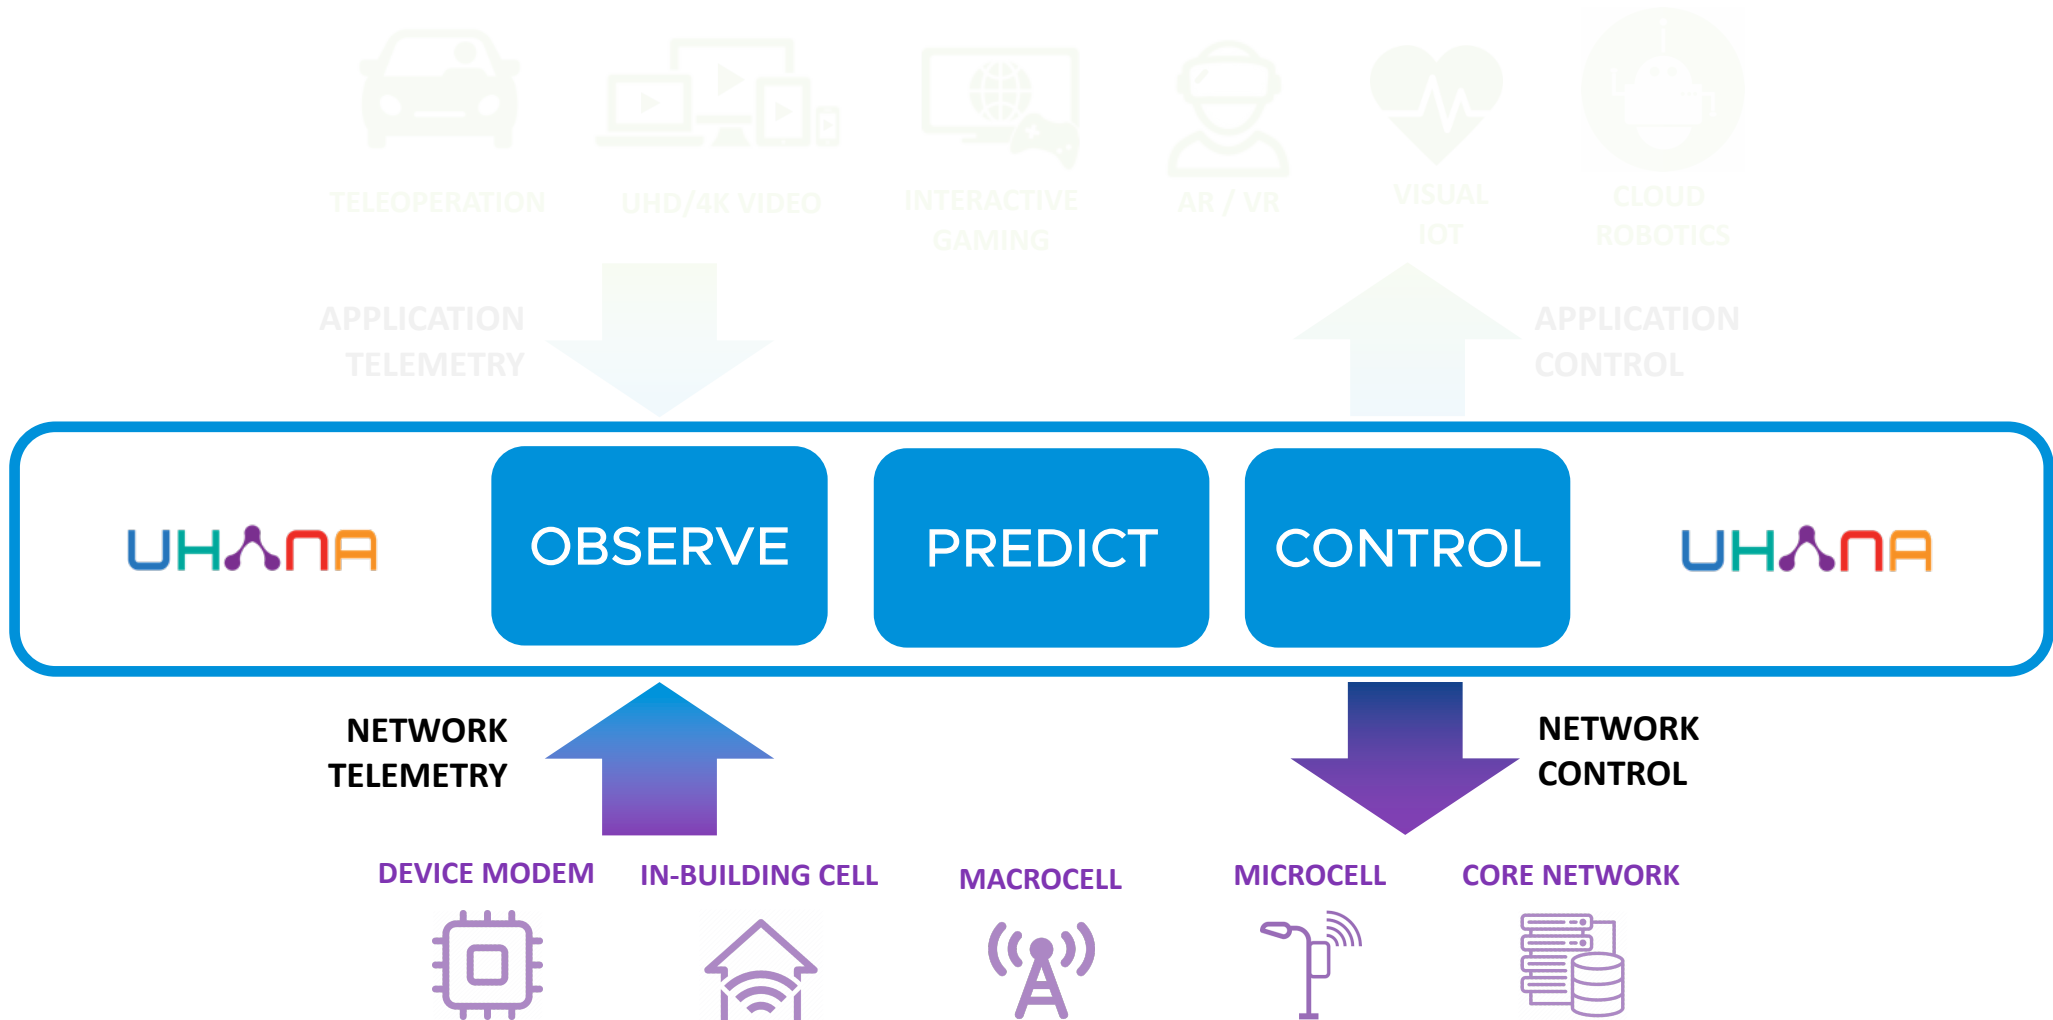 TELEOPERATION
UHD/4K VIDEO
INTERACTIVE
GAMING
AR / VR
VISUAL
IOT
CLOUD
ROBOTICS
APPLICATION
TELEMETRY
APPLICATION
CONTROL
UHANA
OBSERVE
PREDICT
CONTROL
UHANA
NETWORK
TELEMETRY
NETWORK
CONTROL
DEVICE MODEM
IN-BUILDING CELL
MACROCELL
MICROCELL
CORE NETWORK